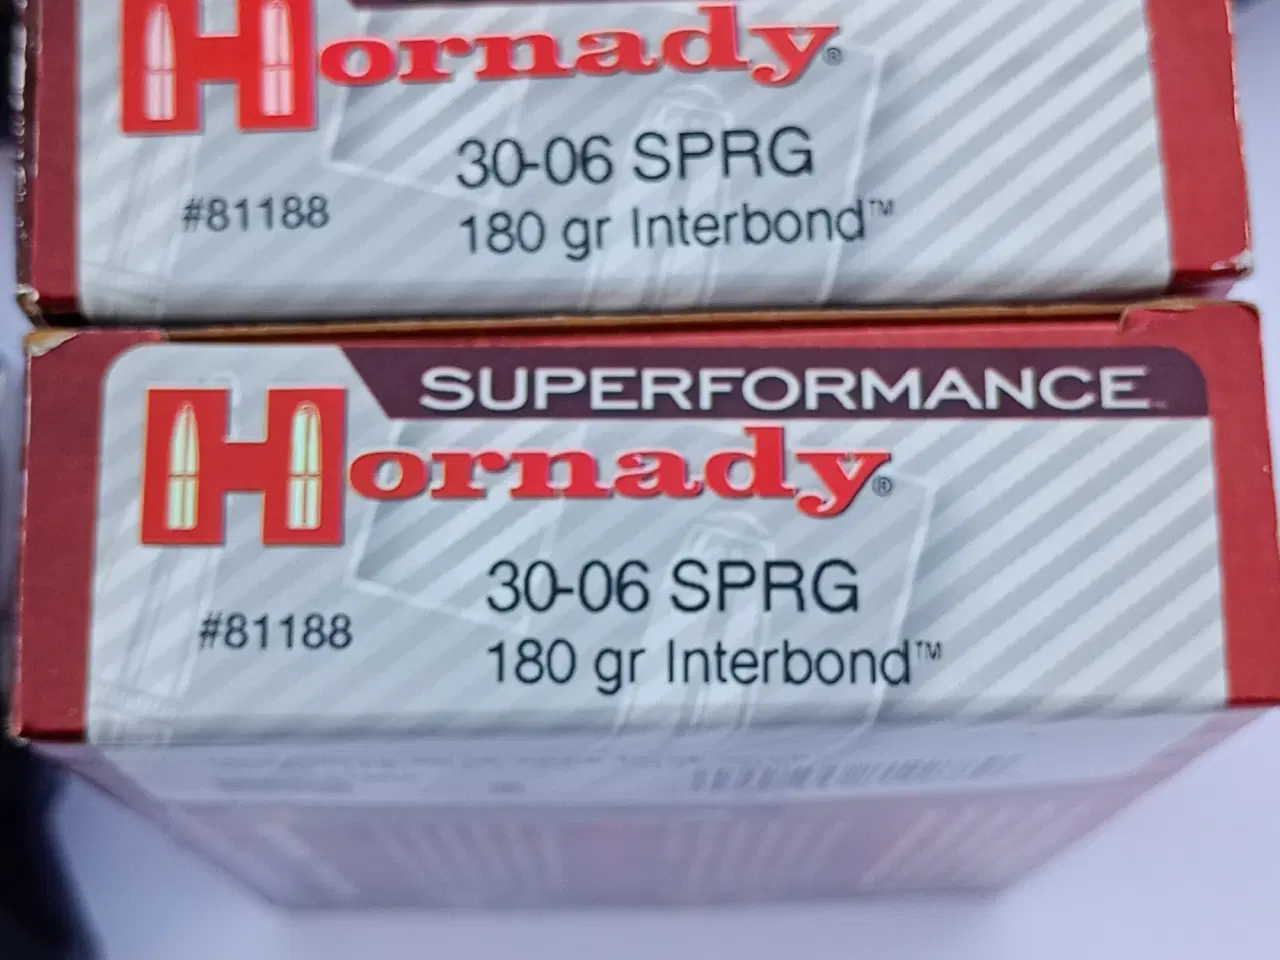 Hornady®
30-06 SPRG
#81188
180 gr Interbond™
SUPERFORMANCE
Hornady®
30-06 SPRG
#81188
180 gr Interbond™